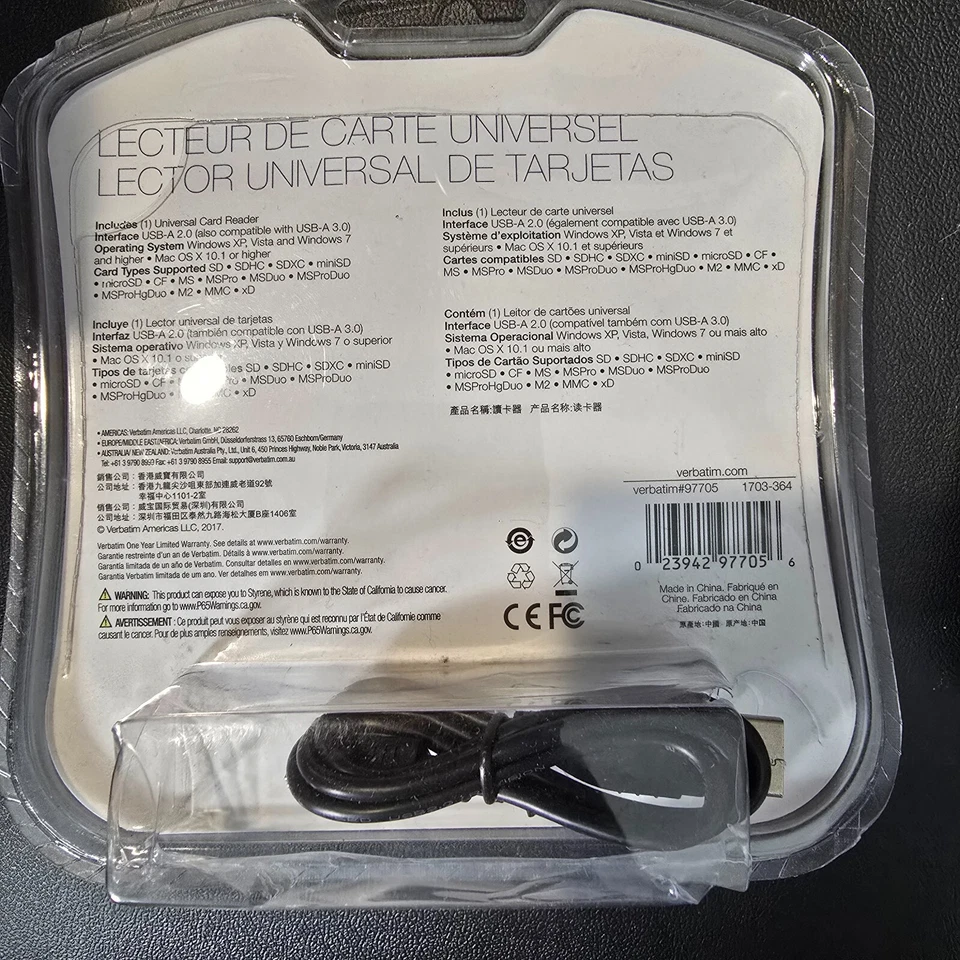 LECTEUR DE CARTE UNIVERSEL
LECTOR UNIVERSAL DE TARJETAS
Includes (1) Universal Card Reader
Interface USB-A 2.0 (also compatible with USB-A 3.0)
Operating System Windows XP, Vista and Windows 7
and higher • Mac OS X 10.1 or higher
Card Types Supported SD • SDHC • SDXC • miniSD
• microSD • CF • MS • MSPro • MSDuo • MSProDuo
• MSProHgDuo • M2 • MMC • xD
Inclus (1) Lecteur de carte universel
Interface USB-A 2.0 (également compatible avec USB-A 3.0)
Système d'exploitation Windows XP, Vista et Windows 7 et
supérieurs • Mac OS X 10.1 et supérieurs
Cartes compatibles SD • SDHC • SDXC • miniSD • microSD • CF •
MS • MSPro • MSDuo • MSProDuo • MSProHgDuo • M2 • MMC • xD
Incluye (1) Lector universal de tarjetas
Interfaz USB-A 2.0 (también compatible con USB-A 3.0)
Sistema operativo Windows XP, Vista y Windows 7 o superior
• Mac OS X 10.1 o
Tipos de tarjetas SD • SDHC • SDXC • miniSD
• microSD • CF • • MSDuo • MSProDuo
• MSProHgDuo • • xD
Contém (1) Leitor de cartões universal
Interface USB-A 2.0 (compatível também com USB-A 3.0)
Sistema Operacional Windows XP, Vista, Windows 7 ou mais alto
• Mac OS X 10.1 ou mais alto
Tipos de Cartão Suportados SD • SDHC • SDXC • miniSD
• microSD • CF • MS • MSPro • MSDuo • MSProDuo
• MSProHgDuo • M2 • MMC • xD
產品名稱:讀卡器 产品名称:读卡器
• AMERICAS: Verbatim Americas LLC, Charlotte, NC 28262
• EUROPE/MIDDLE EAST/AFRICA: Verbatim GmbH, Düsseldorferstrass 13, 65760 Eschborn/Germany
• AUSTRALIA/ NEW ZEALAND: Verbatim Australia Pty., Ltd., Unit 6, 450 Princes Highway, Noble Park, Victoria, 3147 Australia
Tel: +61 3 9790 8999 Fax: +61 3 9790 8955 Email: support@verbatim.com.au
銷售公司：香港威寶有限公司
公司地址：香港九龍尖沙咀東部加連威老道92號
幸福中心1101-2室
销售公司：威宝国际贸易(深圳)有限公司
公司地址：深圳市福田区泰然九路海松大厦B座1406室
© Verbatim Americas LLC, 2017.
Verbatim One Year Limited Warranty. See details at www.verbatim.com/warranty.
Garantie restreinte d'un an de Verbatim. Détails à www.verbatim.com/warranty.
Garantía limitada de un año de Verbatim. Consultar detalles en www.verbatim.com/warranty.
Garantia Verbatim limitada de um ano. Ver detalhes em www.verbatim.com/warranty.
WARNING: This product can expose you to Styrene, which is known to the State of California to cause cancer.
For more information go to www.P65Warnings.ca.gov.
AVERTISSEMENT : Ce produit peut vous exposer au styrène qui est reconnu par l'État de Californie comme
causant le cancer. Pour de plus amples renseignements, visitez www.P65Warnings.ca.gov.
verbatim.com
verbatim#97705 1703-364
0 23942 97705 6
Made in China. Fabriqué en
Chine. Fabricado en China
Fabricado na China
原產地:中國 原产地:中国
CE FC